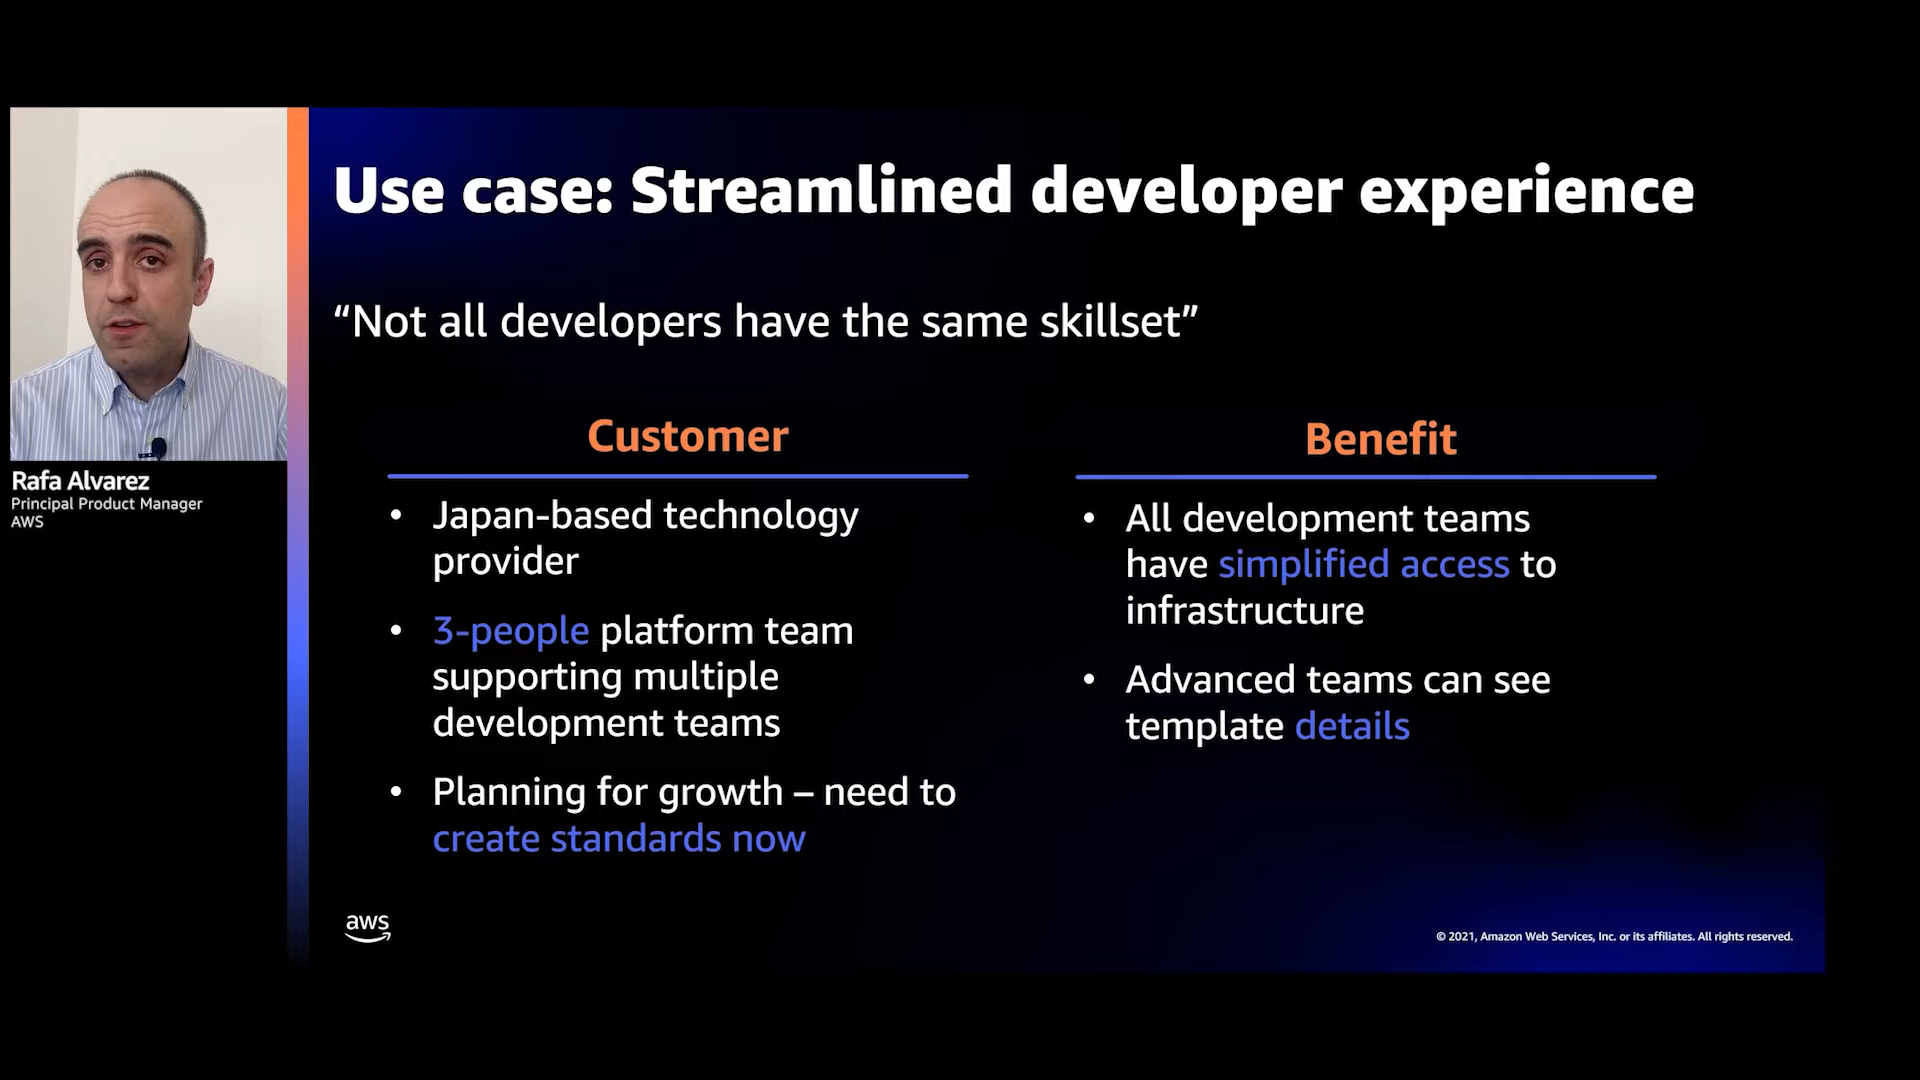 Use case: Streamlined developer experience
“Not all developers have the same skillset”
Customer
• Japan-based technology
provider
• 3-people platform team
supporting multiple
development teams
• Planning for growth – need to
create standards now
Benefit
• All development teams
have simplified access to
infrastructure
• Advanced teams can see
template details
Rafa Alvarez
Principal Product Manager
AWS
aws
© 2021, Amazon Web Services, Inc. or its affiliates. All rights reserved.